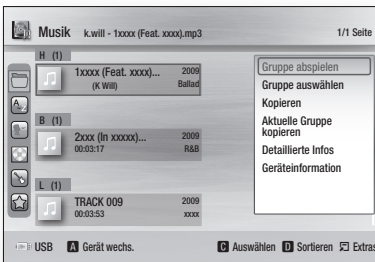 Musik k.will - 1xxxx (Feat. xxxx).mp3 1/1 Seite
H (1)
1xxxx (Feat. xxxx)... 2009
(K Will) Ballad
B (1)
2xxx (In xxxxx)... 2009
00:03:17 R&B
L (1)
TRACK 009 2009
00:03:53 xxxx
Gruppe abspielen
Gruppe auswählen
Kopieren
Aktuelle Gruppe
kopieren
Detaillierte Infos
Geräteinformation
USB A Gerät wechs. C Auswählen D Sortieren Extras